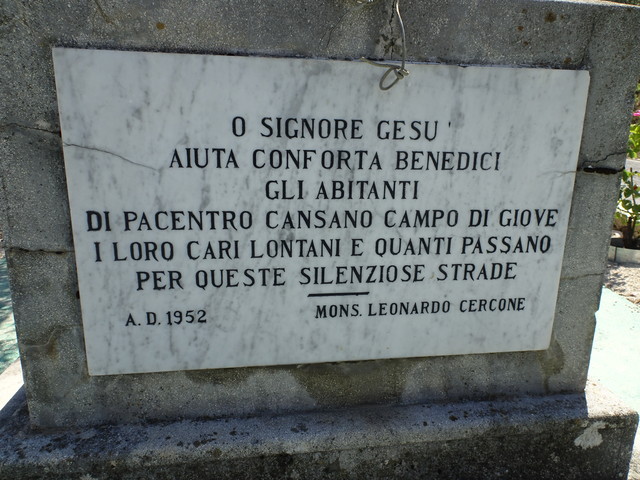 O SIGNORE GESU'
AIUTA CONFORTA BENEDICI
GLI ABITANTI
DI PACENTRO CANSANO CAMPO DI GIOVE
I LORO CARI LONTANI E QUANTI PASSANO
PER QUESTE SILENZIOSE STRADE
A. D. 1952 MONS. LEONARDO CERCONE